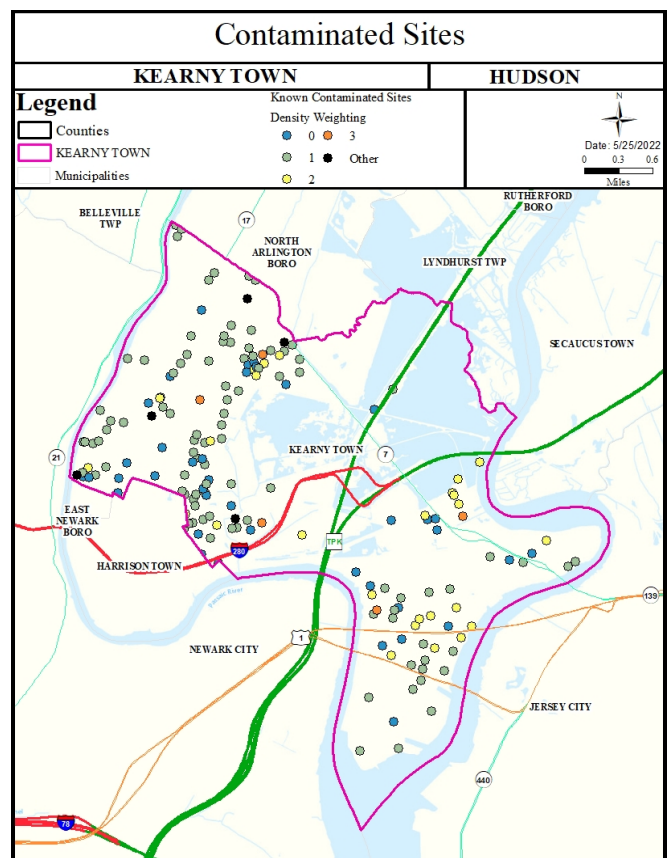 Contaminated Sites
KEARNY TOWN
HUDSON
Legend
Counties
KEARNY TOWN
Municipalities
Known Contaminated Sites
Density Weighting
0
3
1
Other
2
N
Date: 5/25/2022
0 0.3 0.6
Miles
RUTHERFORD
BORO
BELLEVILLE
TWP
17
NORTH
ARLINGTON
BORO
LYNDHURST TWP
SECAUCUS TOWN
KEARNY TOWN
7
21
EAST
NEWARK
BORO
TPK
280
HARRISON TOWN
Passaic River
139
1
NEWARK CITY
JERSEY CITY
440
78